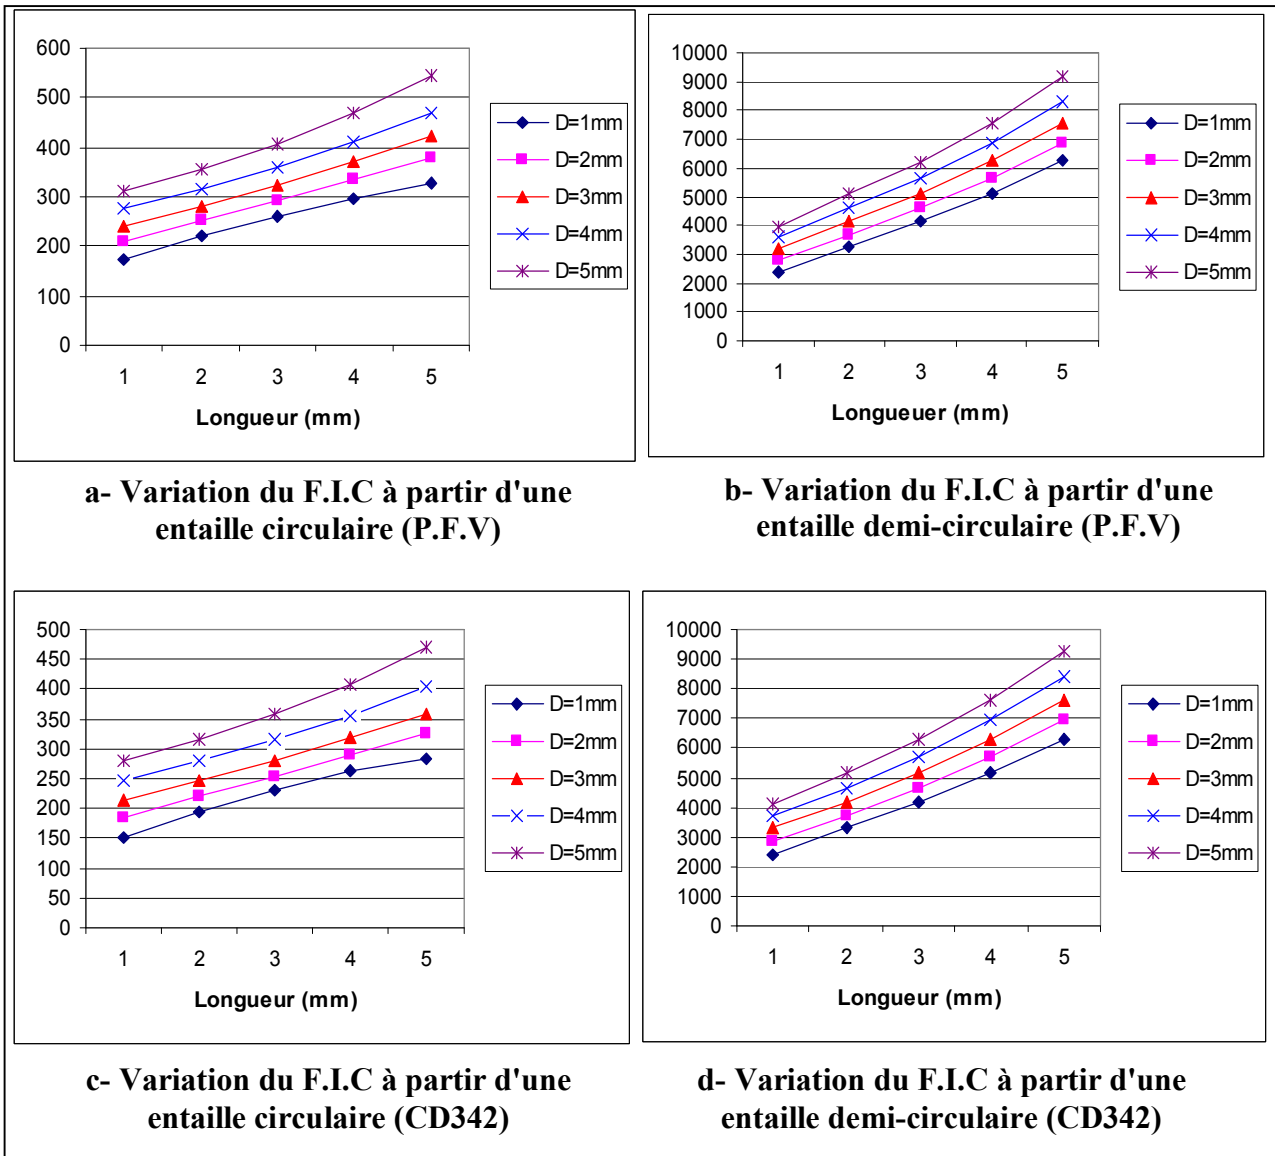 600
500
400
300
200
100
0
1 2 3 4 5
Longueur (mm)
D=1mm
D=2mm
D=3mm
D=4mm
D=5mm
a- Variation du F.I.C à partir d'une
entaille circulaire (P.F.V)
10000
9000
8000
7000
6000
5000
4000
3000
2000
1000
0
1 2 3 4 5
Longueuer (mm)
D=1mm
D=2mm
D=3mm
D=4mm
D=5mm
b- Variation du F.I.C à partir d'une
entaille demi-circulaire (P.F.V)
500
450
400
350
300
250
200
150
100
50
0
1 2 3 4 5
Longueur (mm)
D=1mm
D=2mm
D=3mm
D=4mm
D=5mm
c- Variation du F.I.C à partir d'une
entaille circulaire (CD342)
10000
9000
8000
7000
6000
5000
4000
3000
2000
1000
0
1 2 3 4 5
Longueur (mm)
D=1mm
D=2mm
D=3mm
D=4mm
D=5mm
d- Variation du F.I.C à partir d'une
entaille demi-circulaire (CD342)